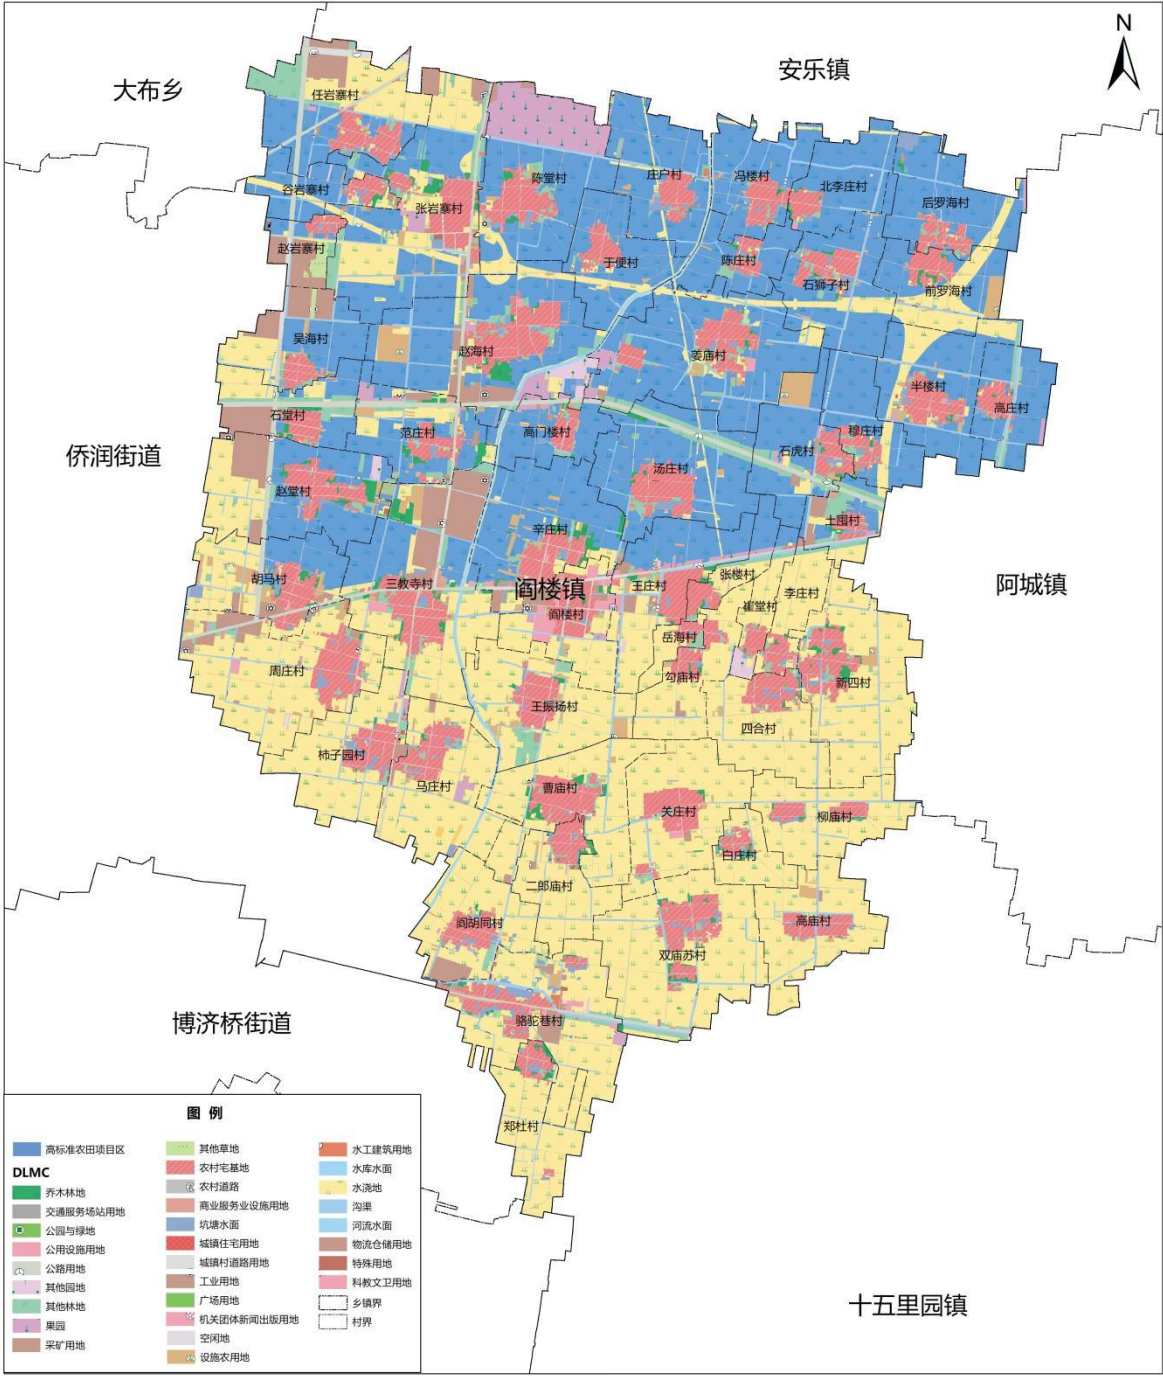 N
安乐镇
大布乡
任岩寨村
陈堂村
庄户村
冯楼村
北李庄村
谷岩寨村
后罗海村
张岩寨村
赵岩寨村
于便村
陈庄村
石狮子村
前罗海村
吴海村
赵海村
姜庙村
半楼村
高庄村
石堂村
范庄村
高门楼村
穆庄村
石虎村
侨润街道
汤庄村
赵堂村
土囤村
辛庄村
胡马村
三教寺村
阎楼镇
王庄村
张楼村
李庄村
阿城镇
崔堂村
阎楼村
岳海村
周庄村
勾庙村
新四村
王振扬村
四合村
柿子园村
马庄村
曹庙村
关庄村
柳庙村
白庄村
二郎庙村
阎胡同村
高庙村
双庙苏村
博济桥街道
骆驼巷村
郑杜村
十五里园镇
图 例
高标准农田项目区
DLMC
乔木林地
交通服务场站用地
公园与绿地
公用设施用地
公路用地
其他园地
其他林地
果园
采矿用地
其他草地
农村宅基地
农村道路
商业服务业设施用地
坑塘水面
城镇住宅用地
城镇村道路用地
工业用地
广场用地
机关团体新闻出版用地
空闲地
设施农用地
水工建筑用地
水库水面
水浇地
沟渠
河流水面
物流仓储用地
特殊用地
科教文卫用地
乡镇界
村界